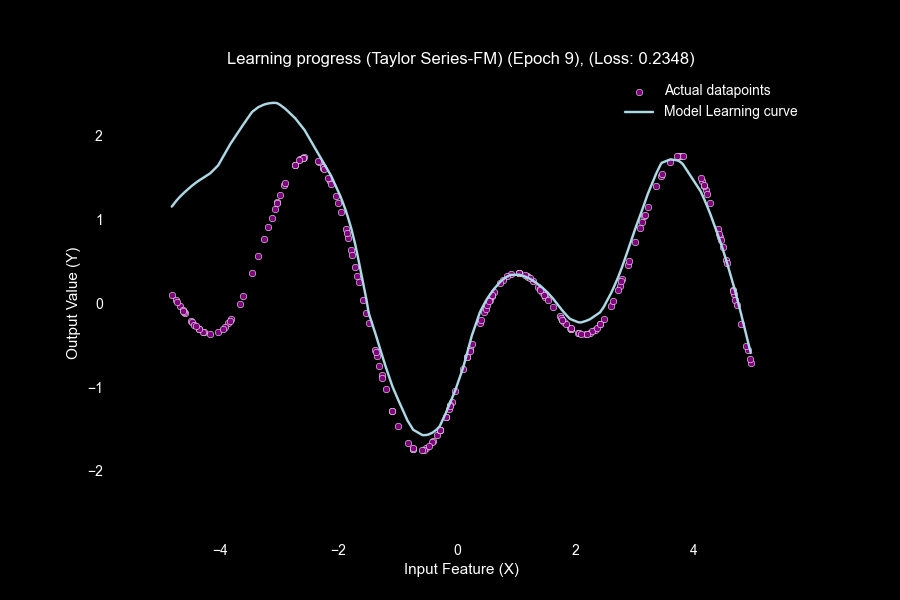 Learning progress (Taylor Series-FM) (Epoch 9), (Loss: 0.2348)
Actual datapoints
Model Learning curve
2
1
0
−1
−2
Output Value (Y)
−4
−2
0
2
4
Input Feature (X)